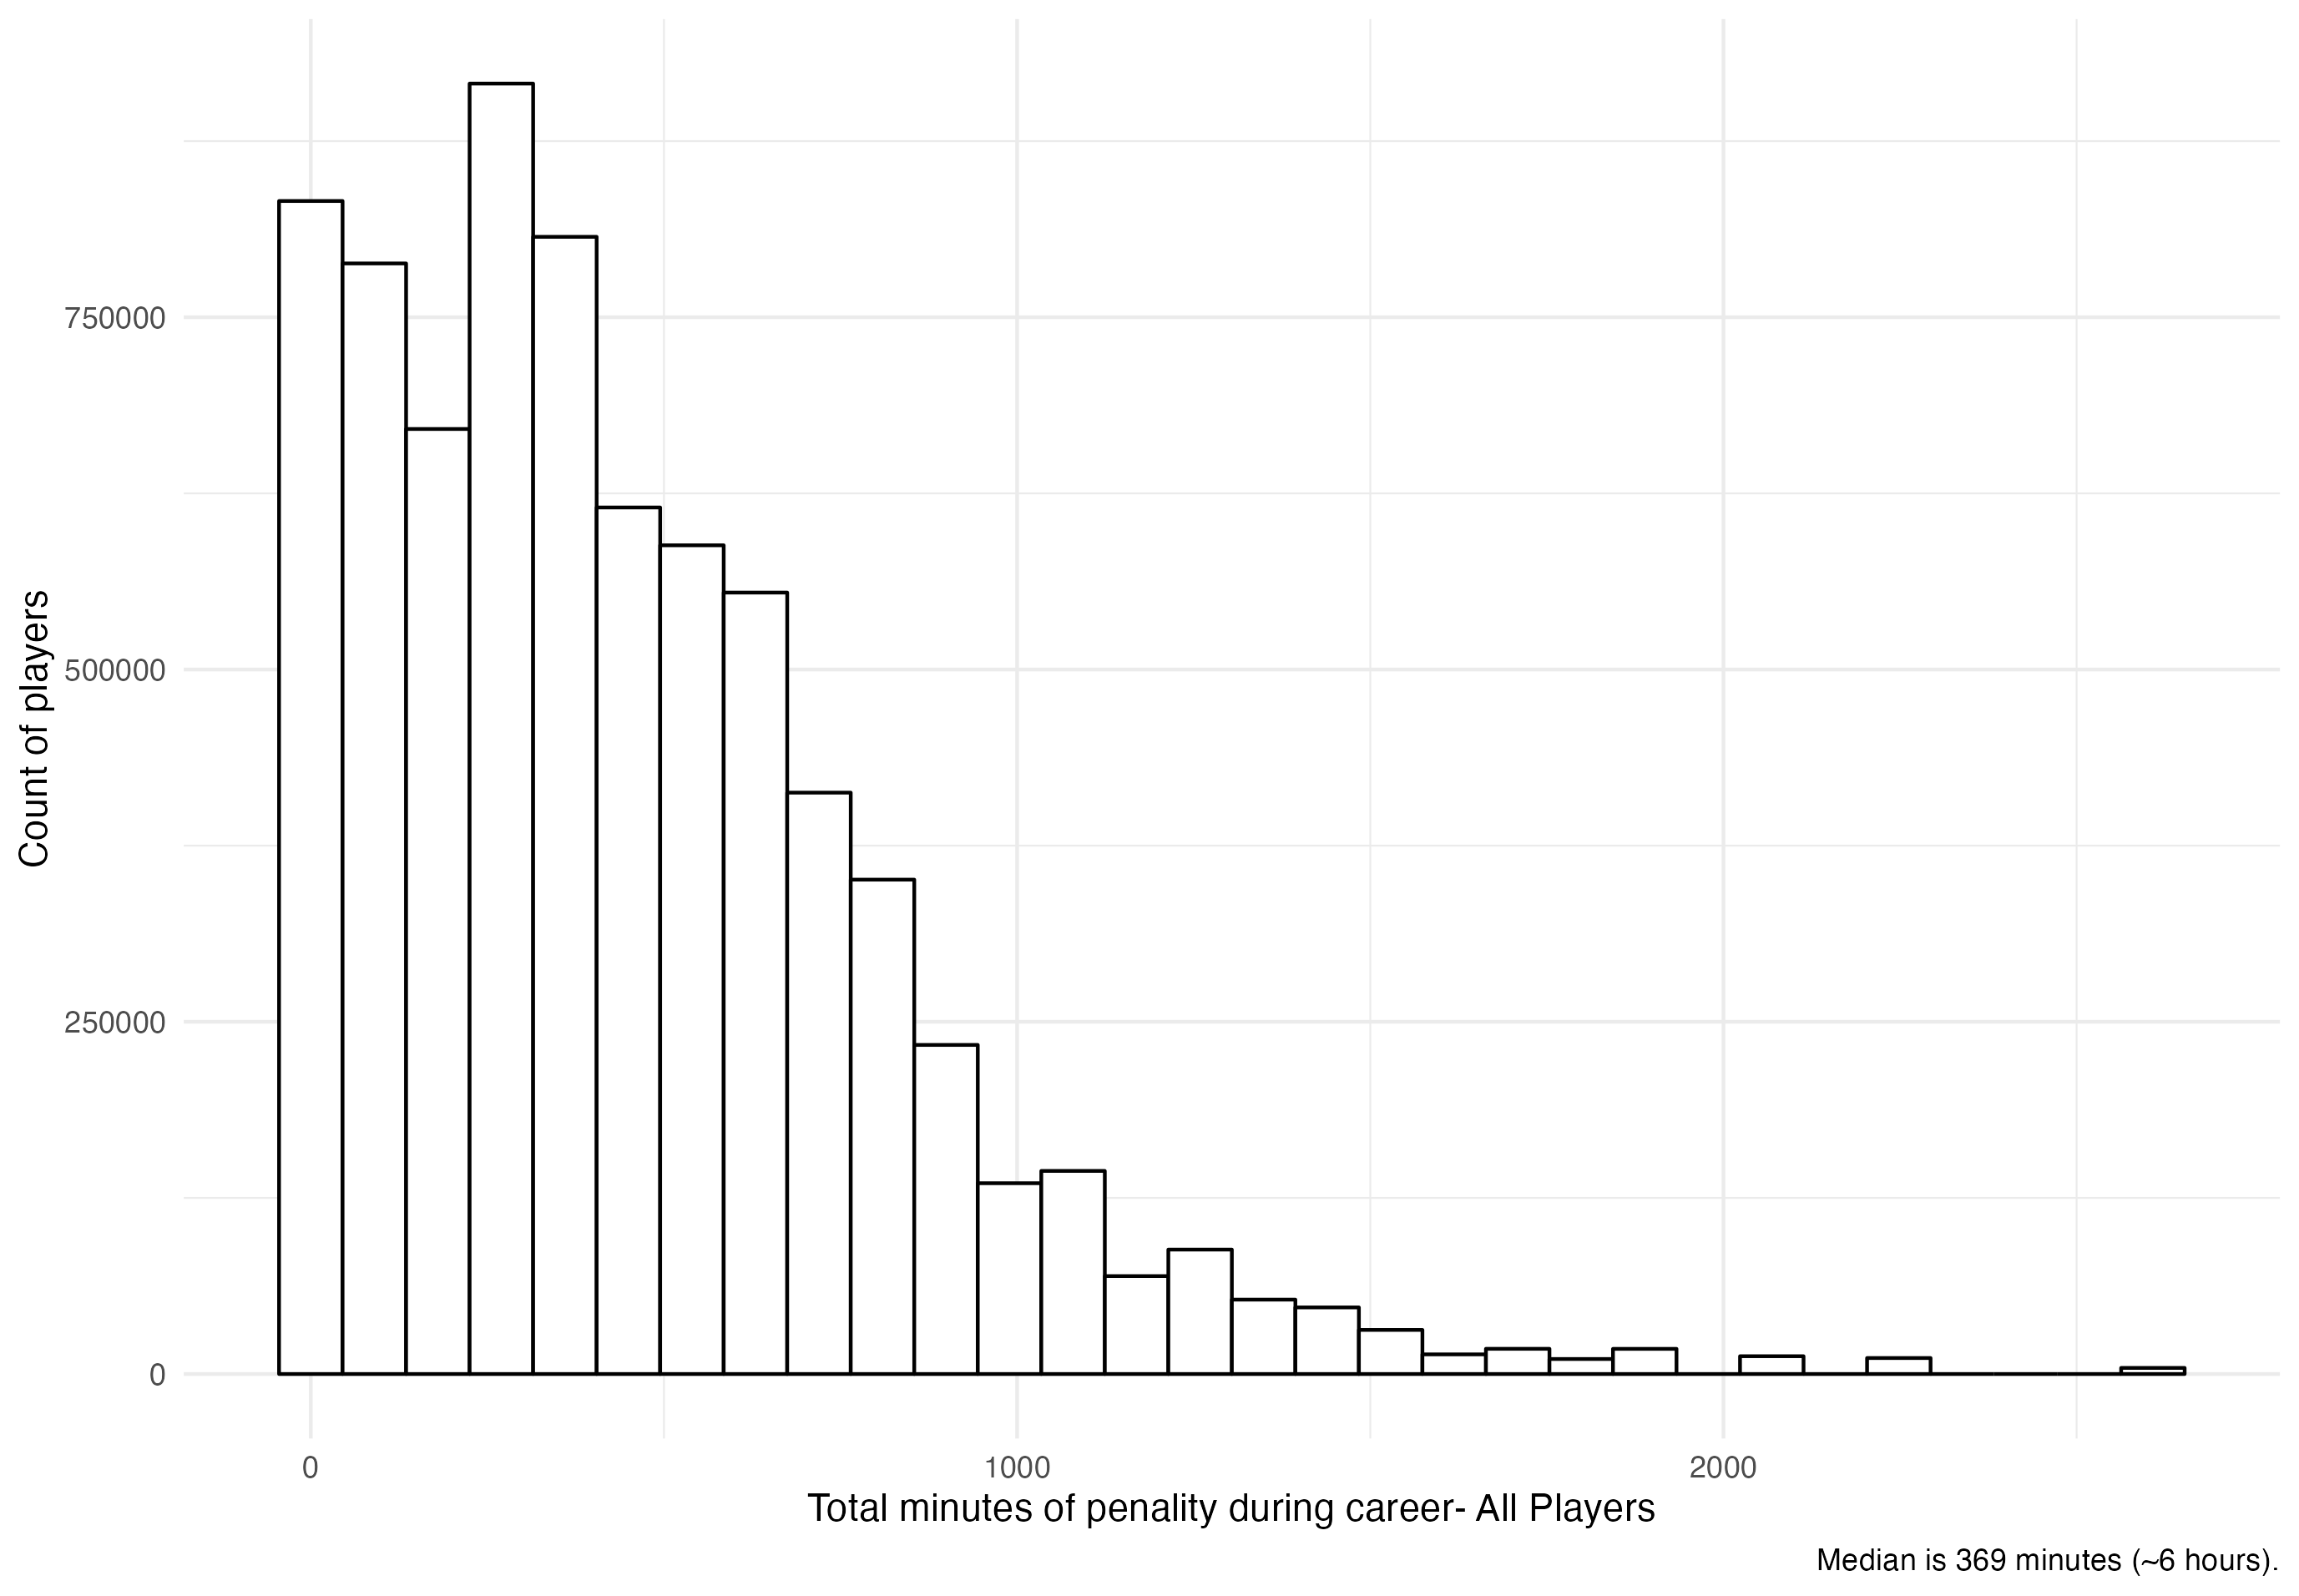 Count of players
750000
500000
250000
0
0 1000 2000
Total minutes of penality during career- All Players
Median is 369 minutes (~6 hours).